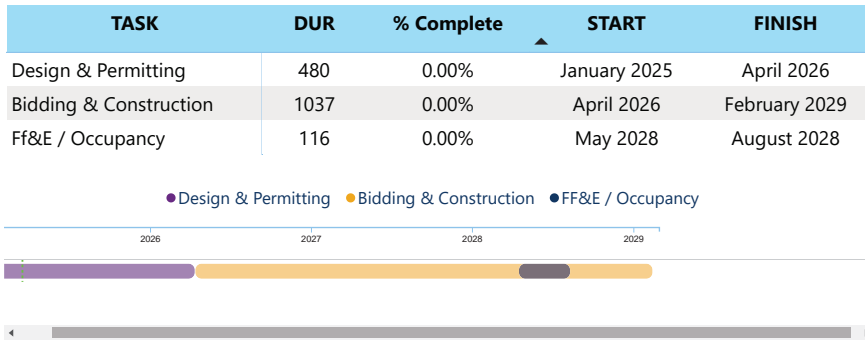 TASK DUR % Complete START FINISH
Design & Permitting 480 0.00% January 2025 April 2026
Bidding & Construction 1037 0.00% April 2026 February 2029
Ff&E / Occupancy 116 0.00% May 2028 August 2028
Design & Permitting Bidding & Construction FF&E / Occupancy
2026 2027 2028 2029